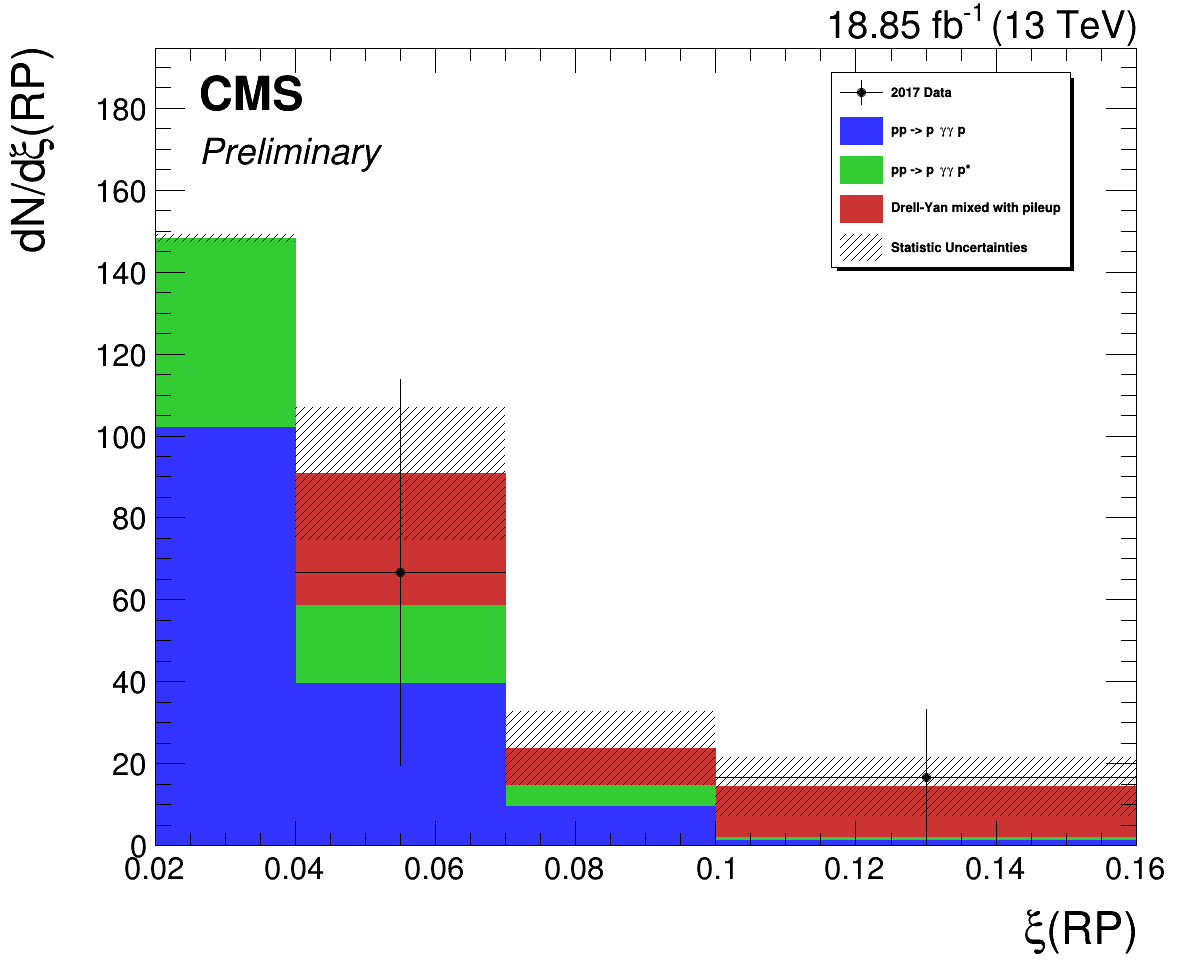 18.85 fb⁻¹ (13 TeV)
dN/dξ(RP)
CMS
Preliminary
2017 Data
pp -> p γγ p
pp -> p γγ p*
Drell-Yan mixed with pileup
Statistic Uncertainties
180
160
140
120
100
80
60
40
20
0
0.02 0.04 0.06 0.08 0.1 0.12 0.14 0.16
ξ(RP)